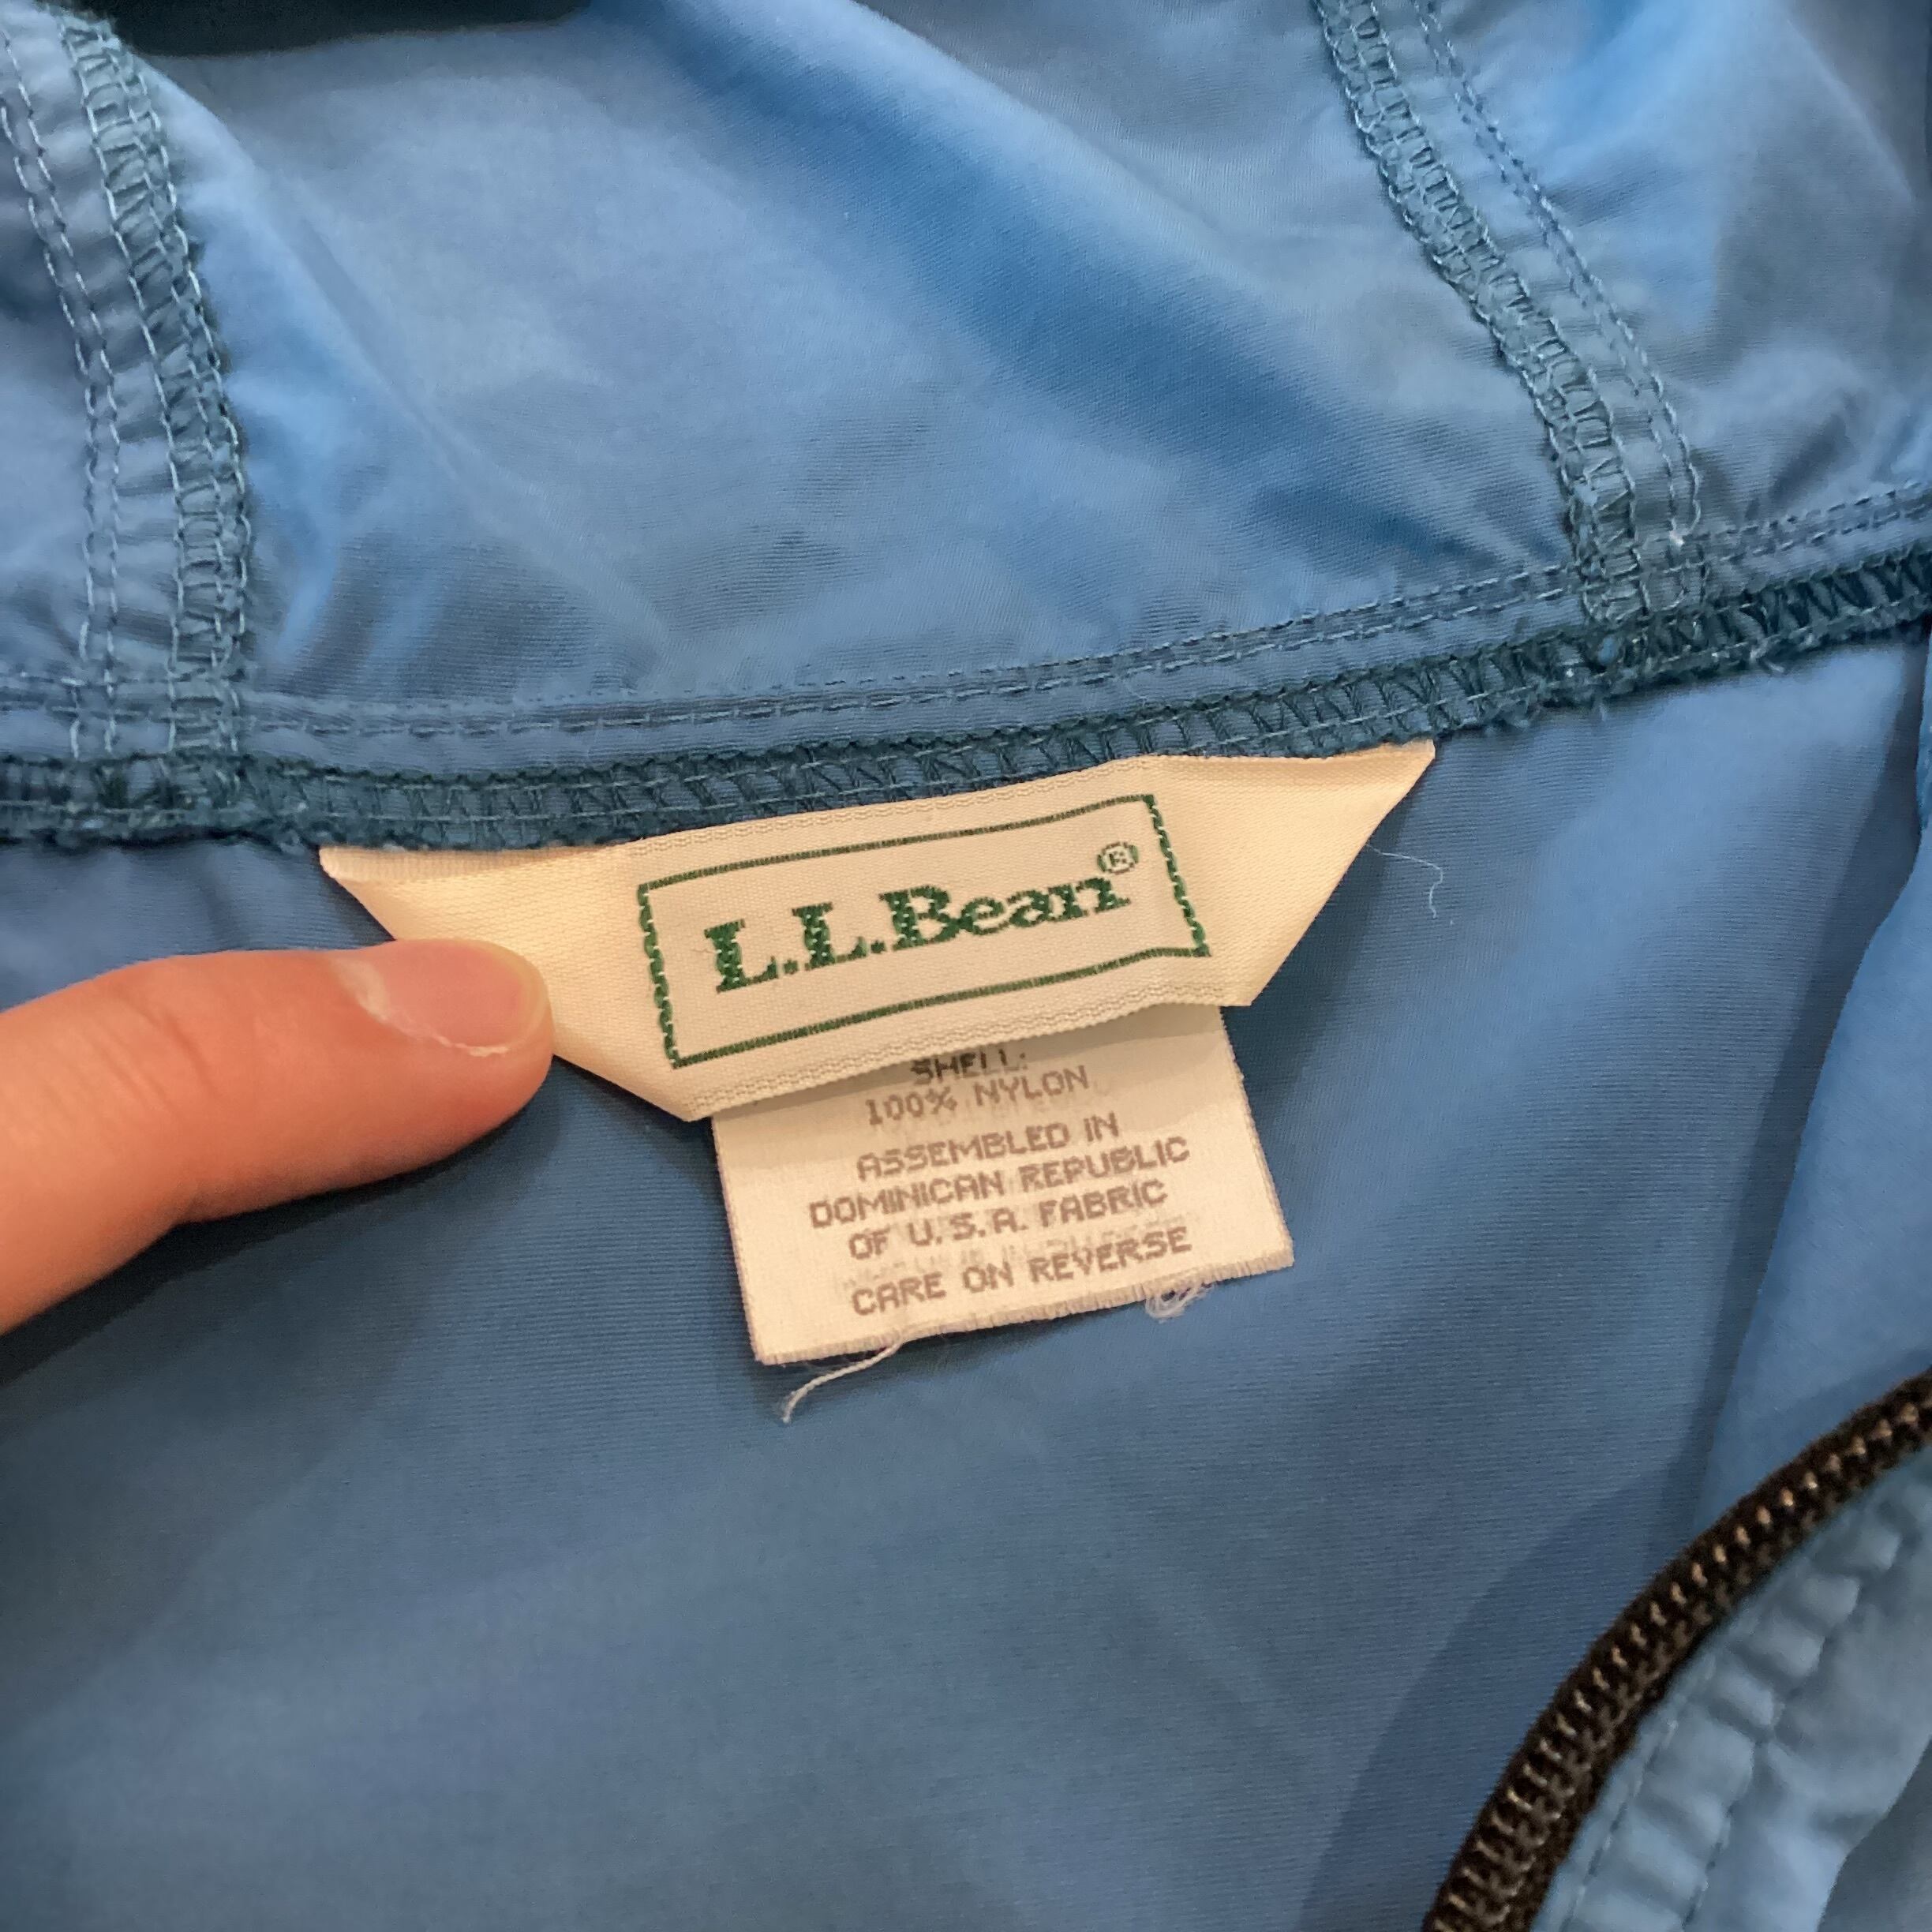 L.L.Bean®
SHELL:
100% NYLON
ASSEMBLED IN
DOMINICAN REPUBLIC
OF U.S.A. FABRIC
CARE ON REVERSE